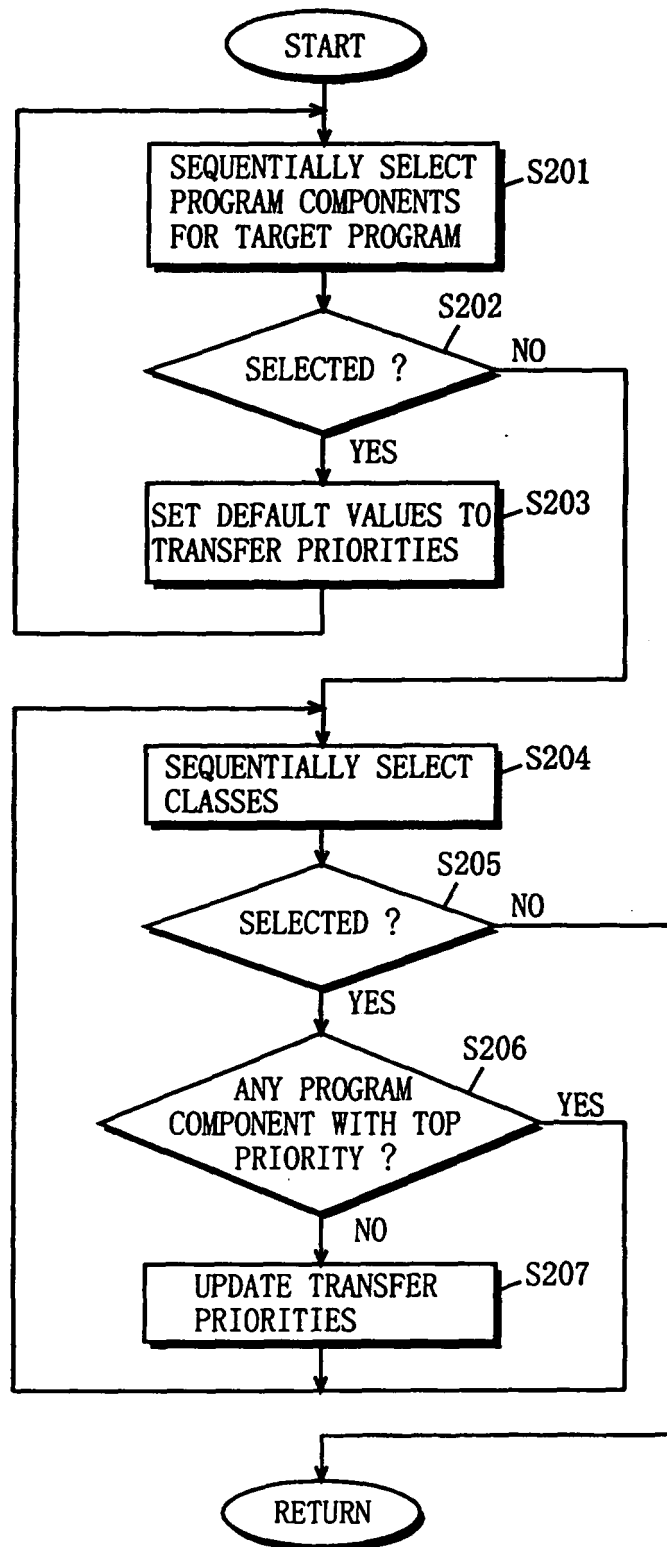 START
SEQUENTIALLY SELECT
PROGRAM COMPONENTS
FOR TARGET PROGRAM
S201
S202
SELECTED ?
NO
YES
SET DEFAULT VALUES TO
TRANSFER PRIORITIES
S203
SEQUENTIALLY SELECT
CLASSES
S204
S205
SELECTED ?
NO
YES
S206
ANY PROGRAM
COMPONENT WITH TOP
PRIORITY ?
YES
NO
UPDATE TRANSFER
PRIORITIES
S207
RETURN